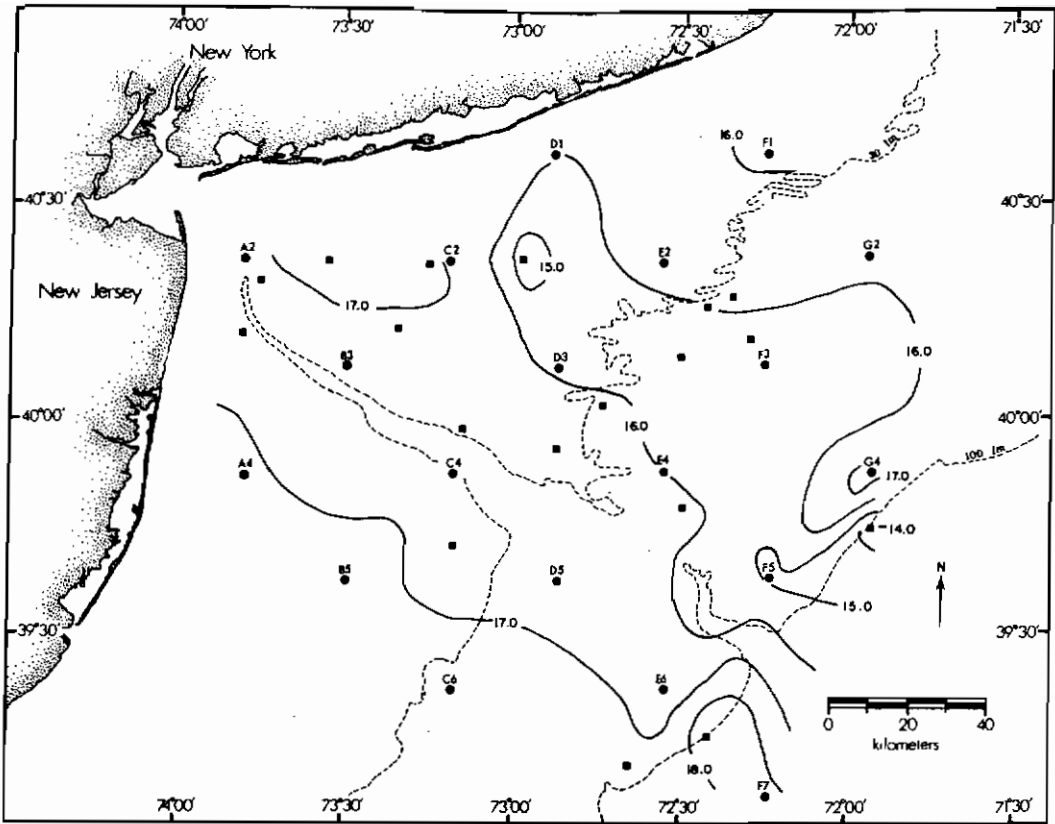 74°00' 73°30' 73°00' 72°30' 72°00' 71°30'
New York
D1
16.0
F1
30 fm
40°30' 40°30'
A2
C2
E2
G2
15.0
New Jersey
17.0
B3
D3
F3
16.0
40°00' 40°00'
16.0
100 fm
A4
C4
E4
G4
17.0
14.0
B5
D5
F5
15.0
N
17.0
39°30' 39°30'
C6
E6
0 20 40
kilometers
18.0
F7
74°00' 73°30' 73°00' 72°30' 72°00' 71°30'